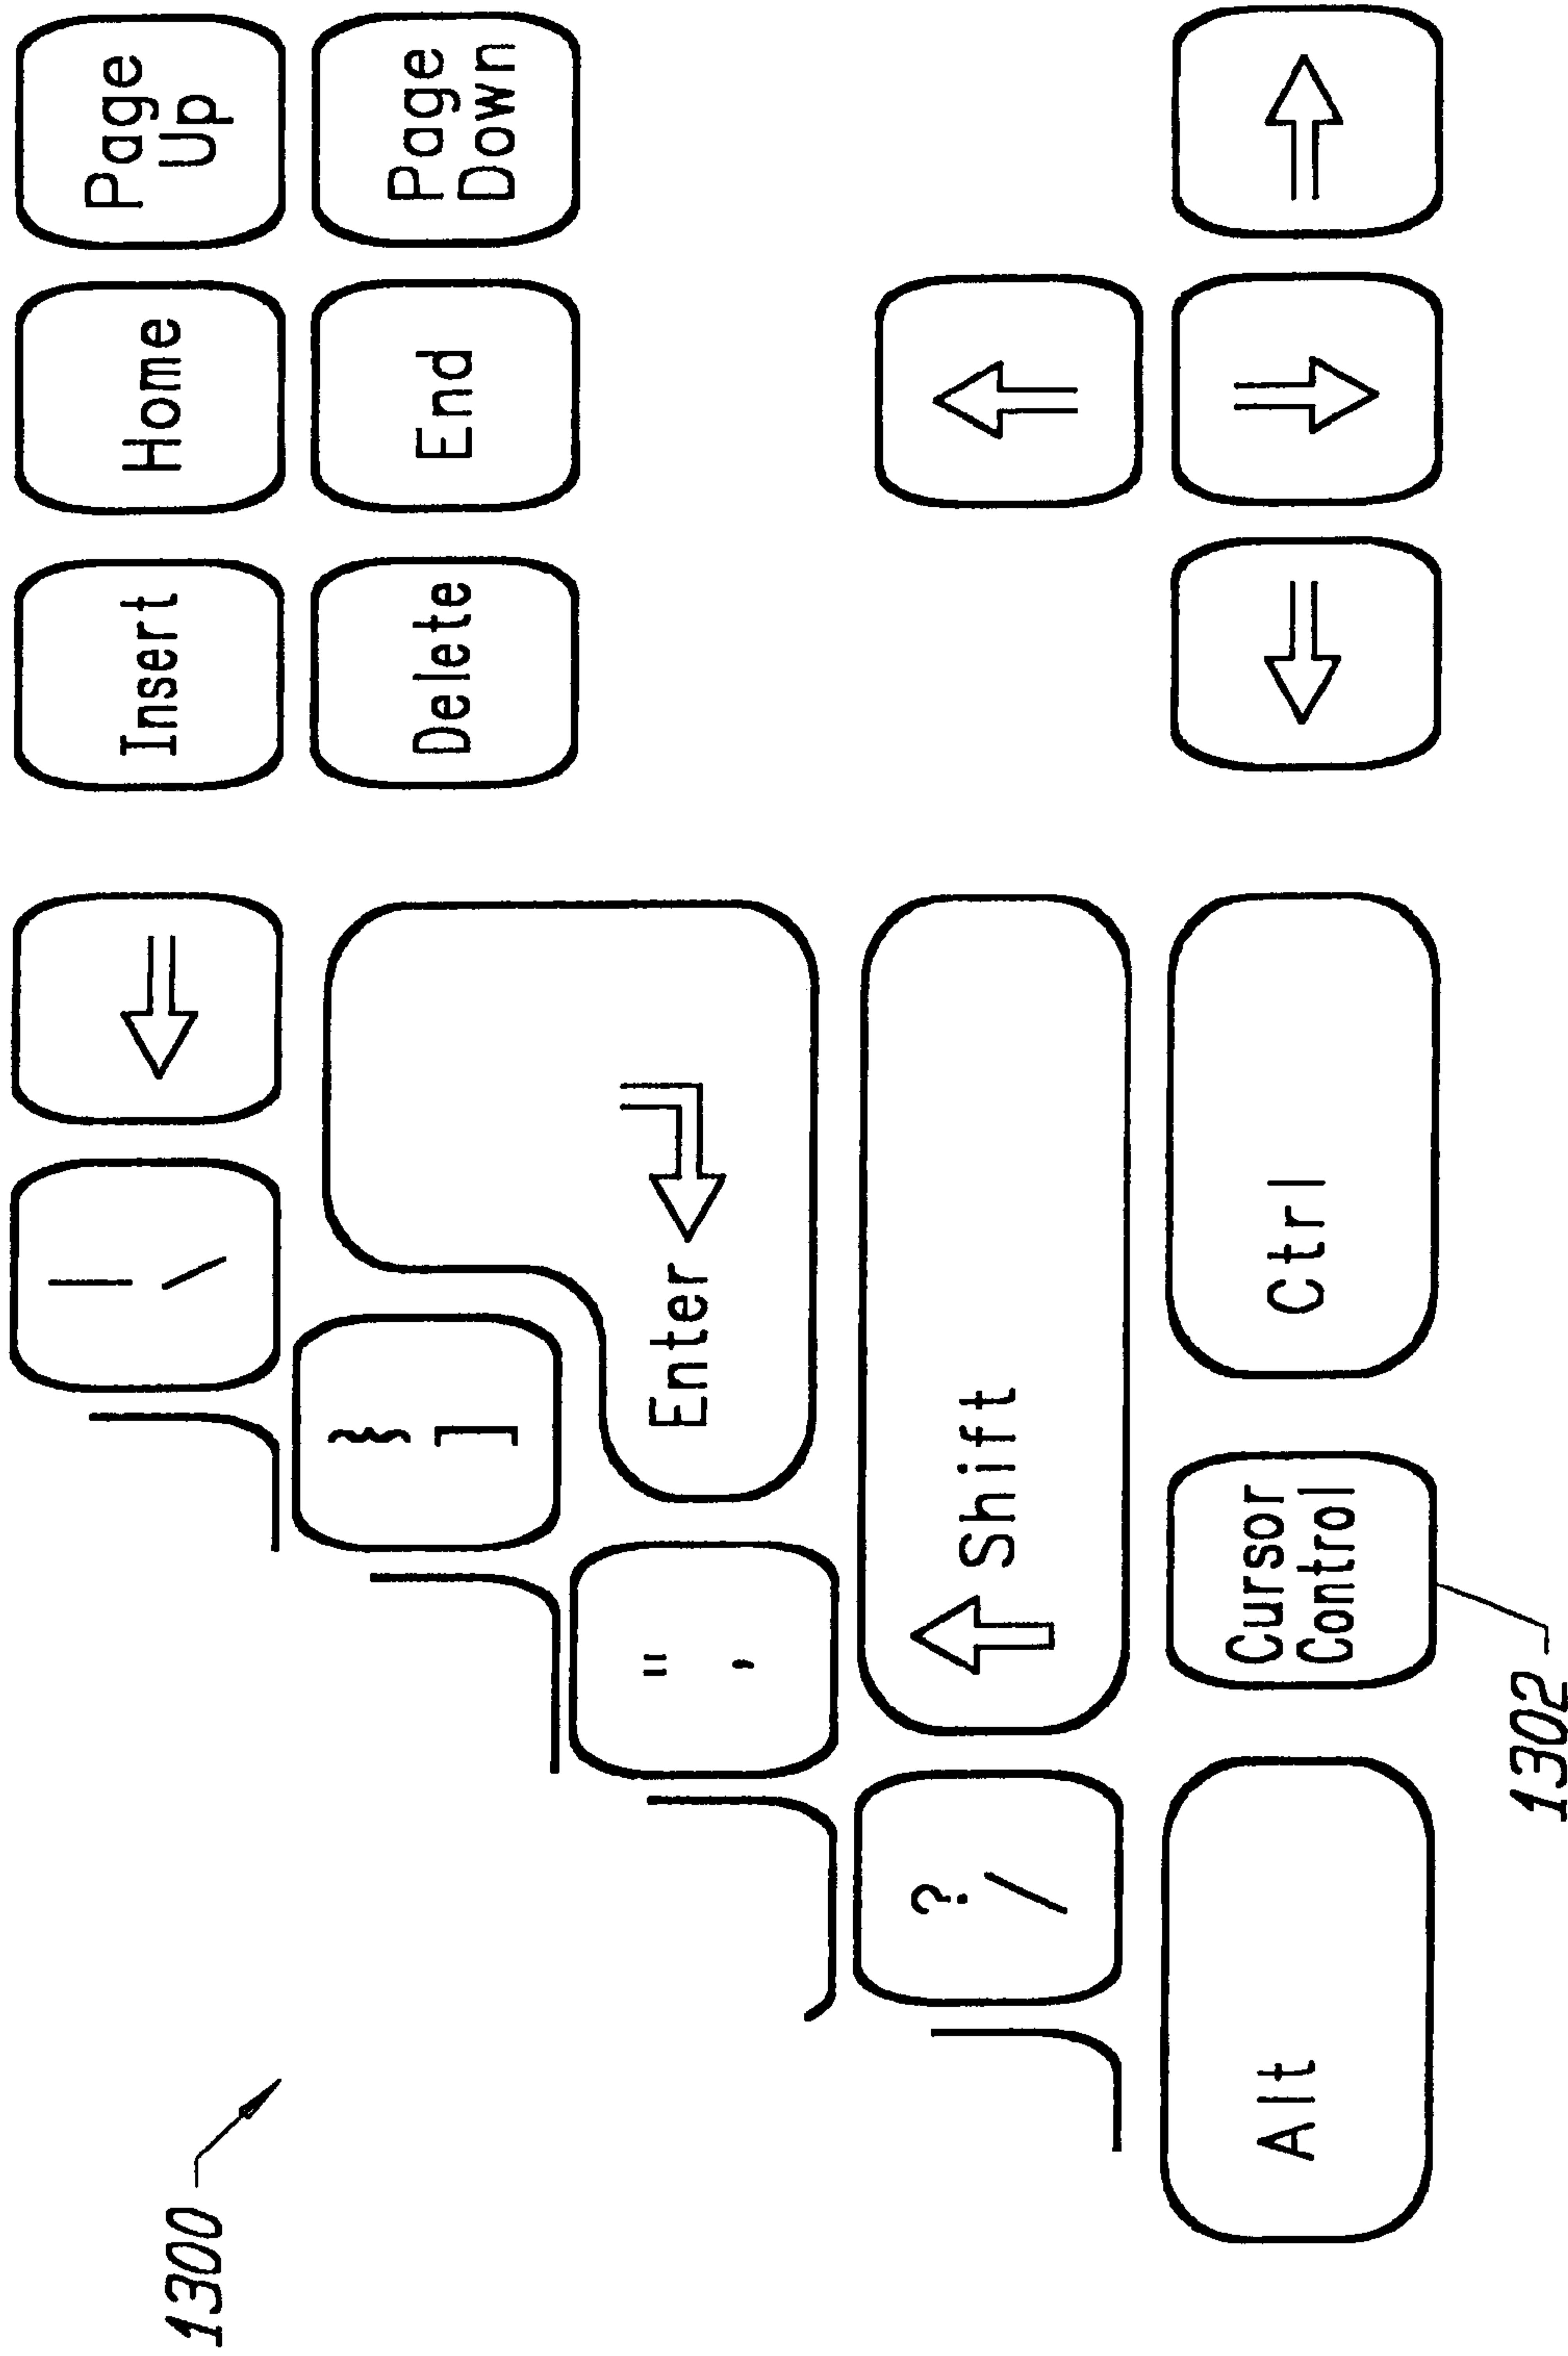 1300
|
\
Insert
Home
Page
Up
}
]
Delete
End
Page
Down
"
'
Enter
?
/
Shift
Alt
Cursor
Control
Ctrl
1302